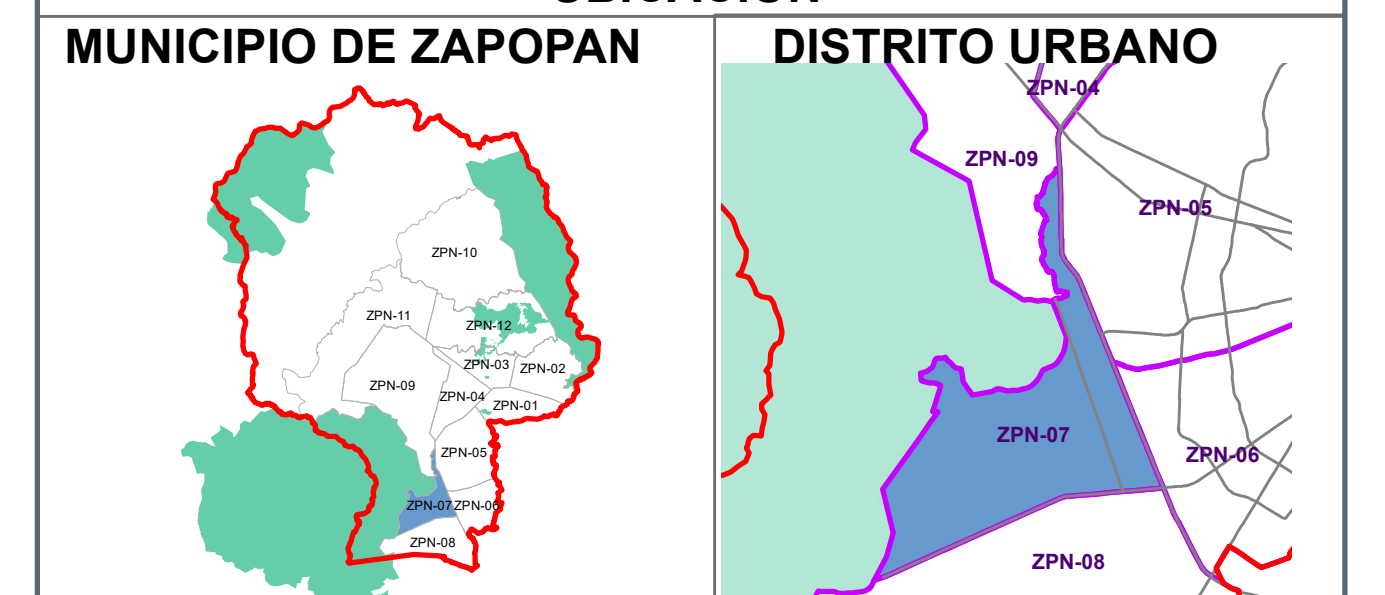 UBICACIÓN
MUNICIPIO DE ZAPOPAN
DISTRITO URBANO
ZPN-10
ZPN-11
ZPN-12
ZPN-03
ZPN-02
ZPN-09
ZPN-04
ZPN-01
ZPN-05
ZPN-07
ZPN-06
ZPN-08
ZPN-04
ZPN-09
ZPN-05
ZPN-07
ZPN-06
ZPN-08